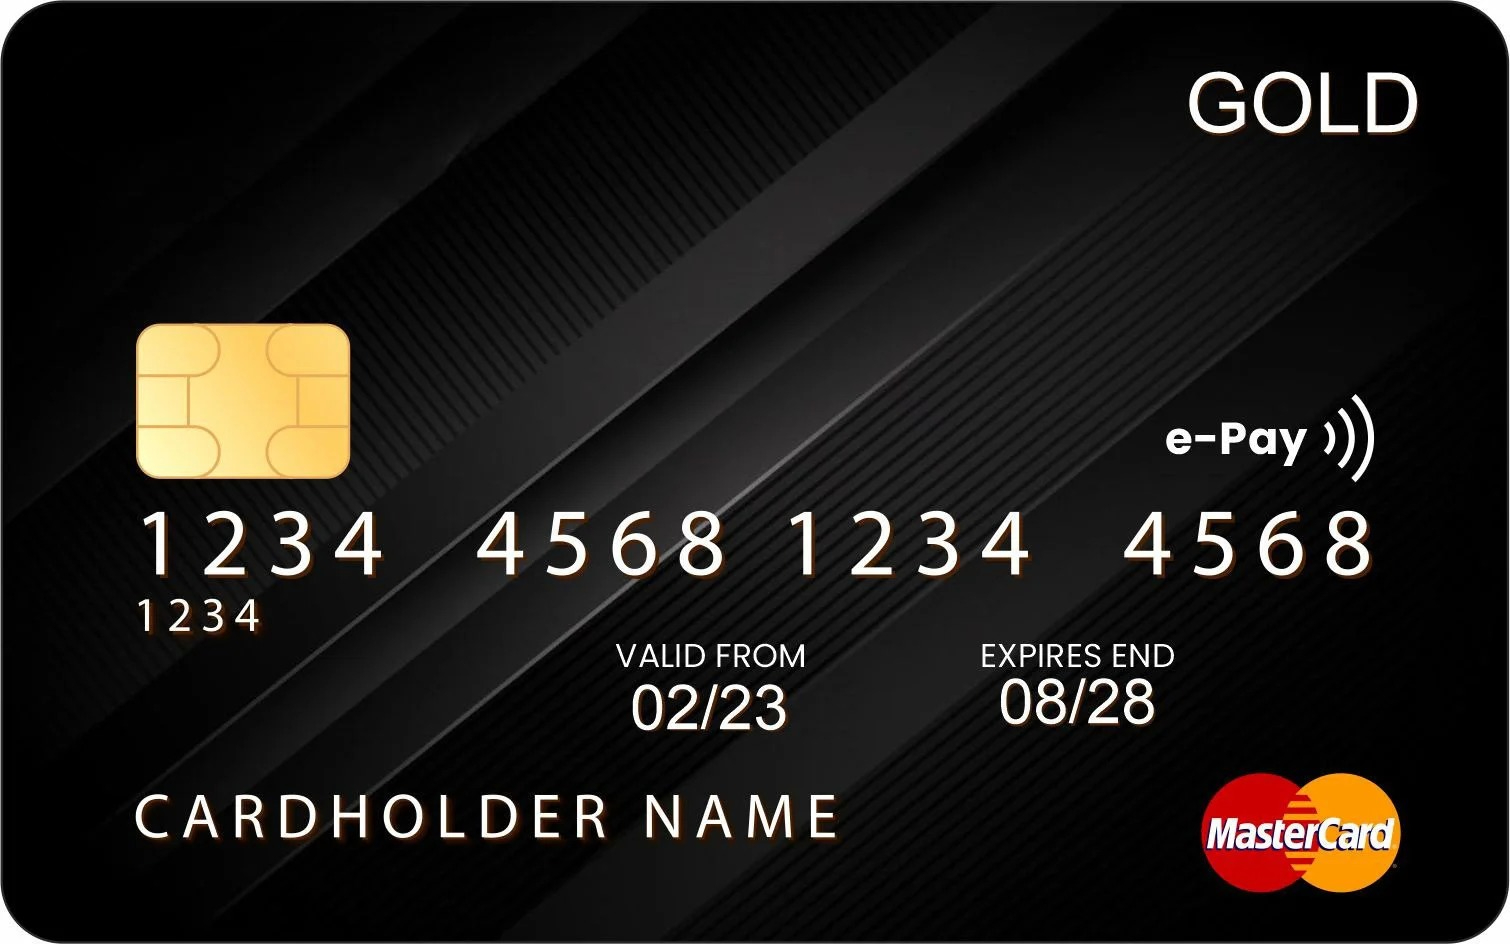 GOLD
e-Pay
1234 4568 1234 4568
1234
VALID FROM
02/23
EXPIRES END
08/28
CARDHOLDER NAME
MasterCard